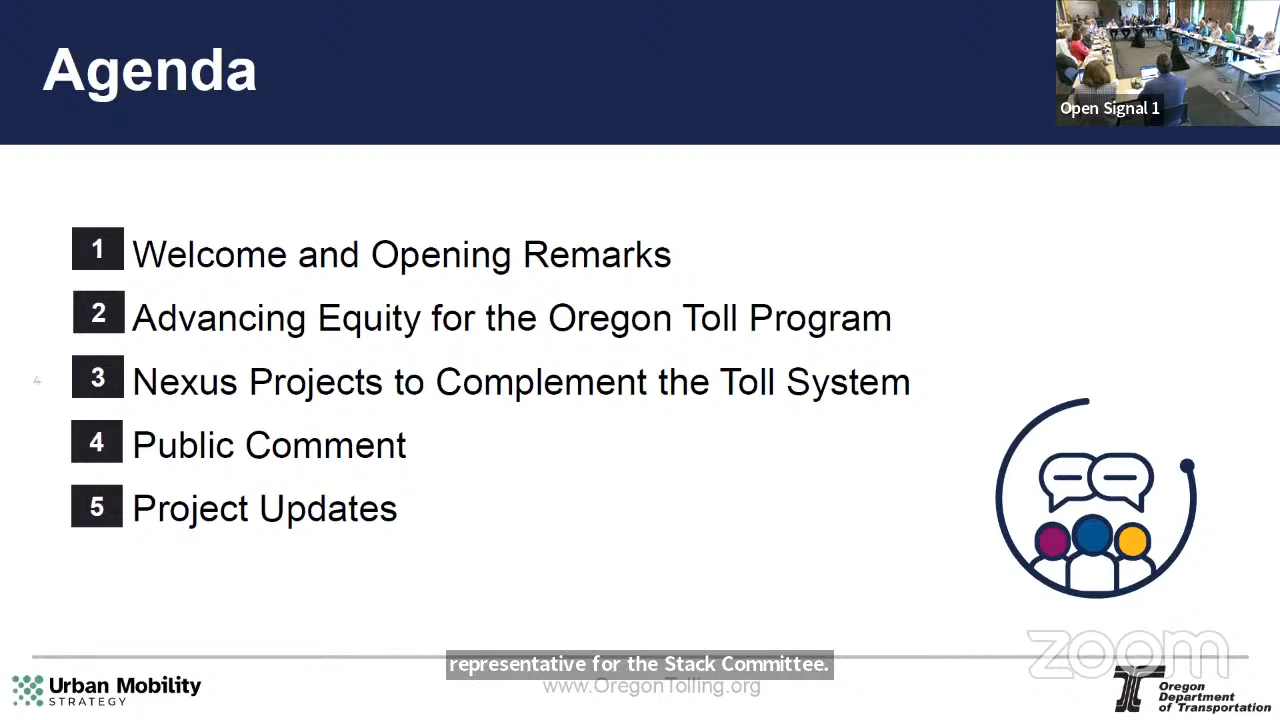 Agenda
Open Signal 1
1 Welcome and Opening Remarks
2 Advancing Equity for the Oregon Toll Program
3 Nexus Projects to Complement the Toll System
4
4 Public Comment
5 Project Updates
zoom
representative for the Stack Committee.
www.OregonTolling.org
Urban Mobility
STRATEGY
Oregon
Department
of Transportation